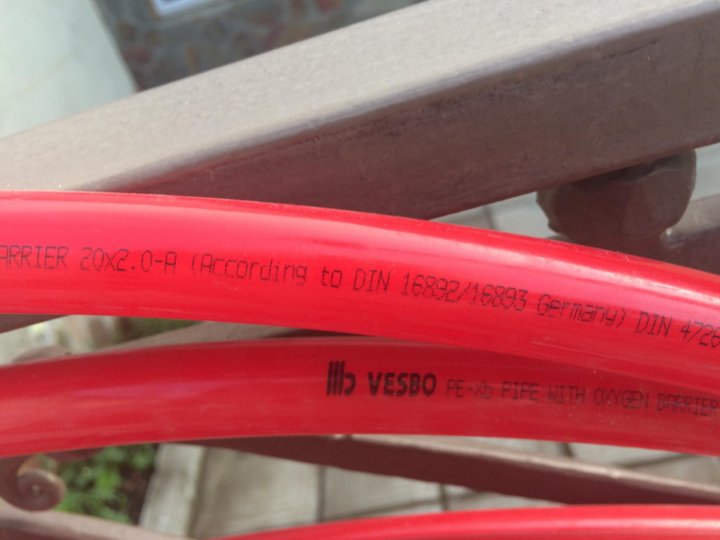 ARRIER 20x2.0-A (According to DIN 16892/16893 Germany) DIN 4726
VESBO PE-Xb PIPE WITH OXYGEN BARRIER